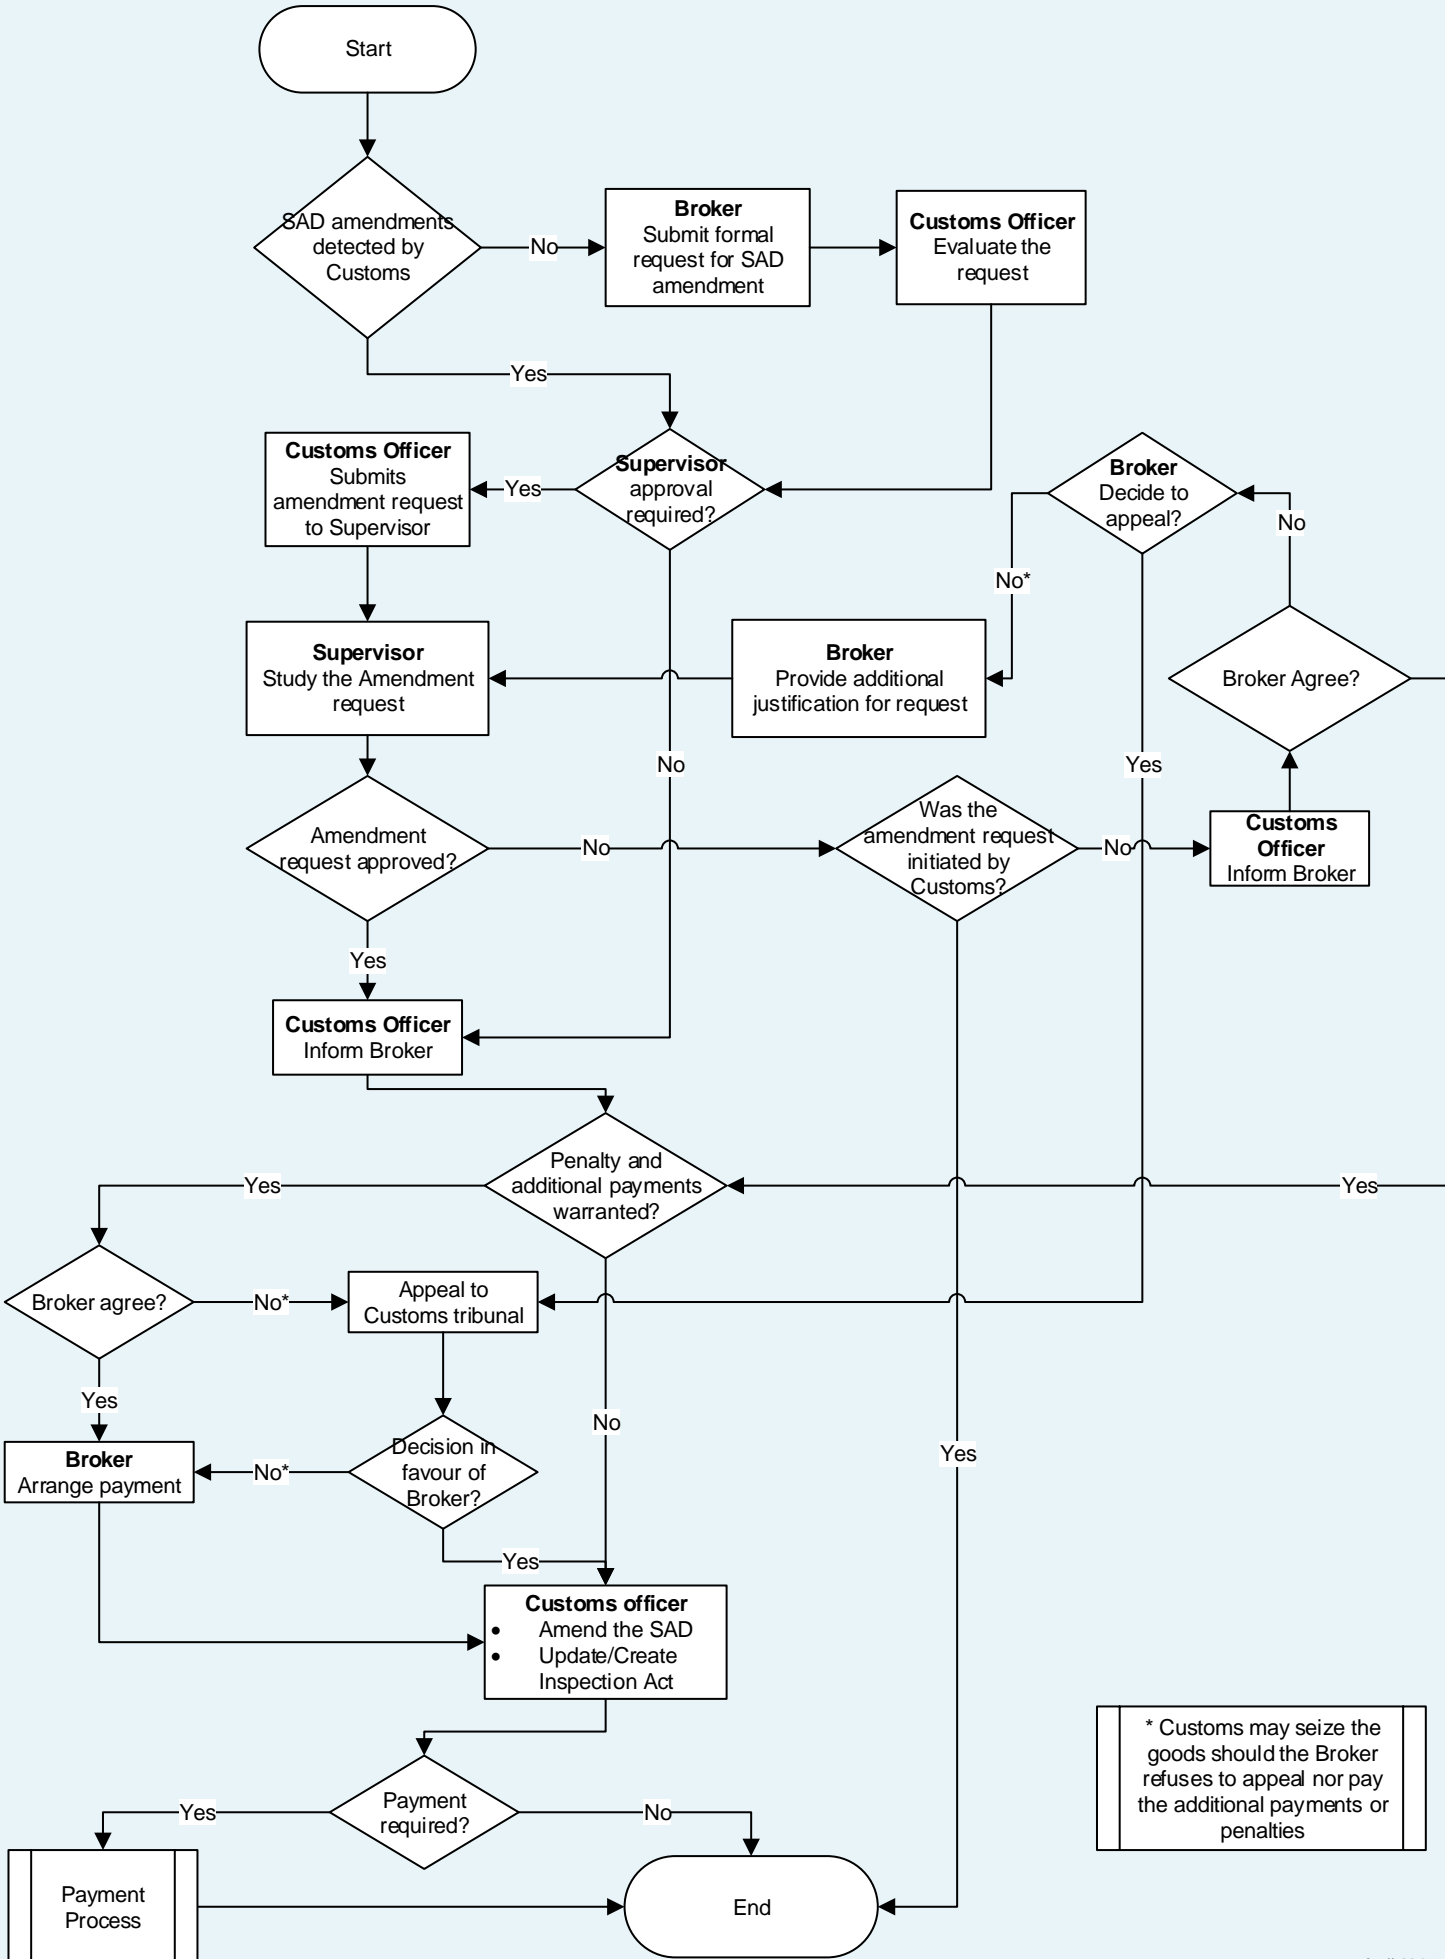 Start
SAD amendments
detected by
Customs
No
Broker
Submit formal
request for SAD
amendment
Customs Officer
Evaluate the
request
Yes
Customs Officer
Submits
amendment request
to Supervisor
Yes
Supervisor
approval
required?
Broker
Decide to
appeal?
No
No*
Supervisor
Study the Amendment
request
Broker
Provide additional
justification for request
Broker Agree?
No
Yes
Amendment
request approved?
No
Was the
amendment request
initiated by
Customs?
No
Customs
Officer
Inform Broker
Yes
Customs Officer
Inform Broker
Penalty and
additional payments
warranted?
Yes
Yes
Broker agree?
No*
Appeal to
Customs tribunal
Yes
No
Yes
Broker
Arrange payment
No*
Decision in
favour of
Broker?
Yes
Customs officer
• Amend the SAD
• Update/Create
Inspection Act
* Customs may seize the
goods should the Broker
refuses to appeal nor pay
the additional payments or
penalties
Payment
required?
Yes
No
Payment
Process
End